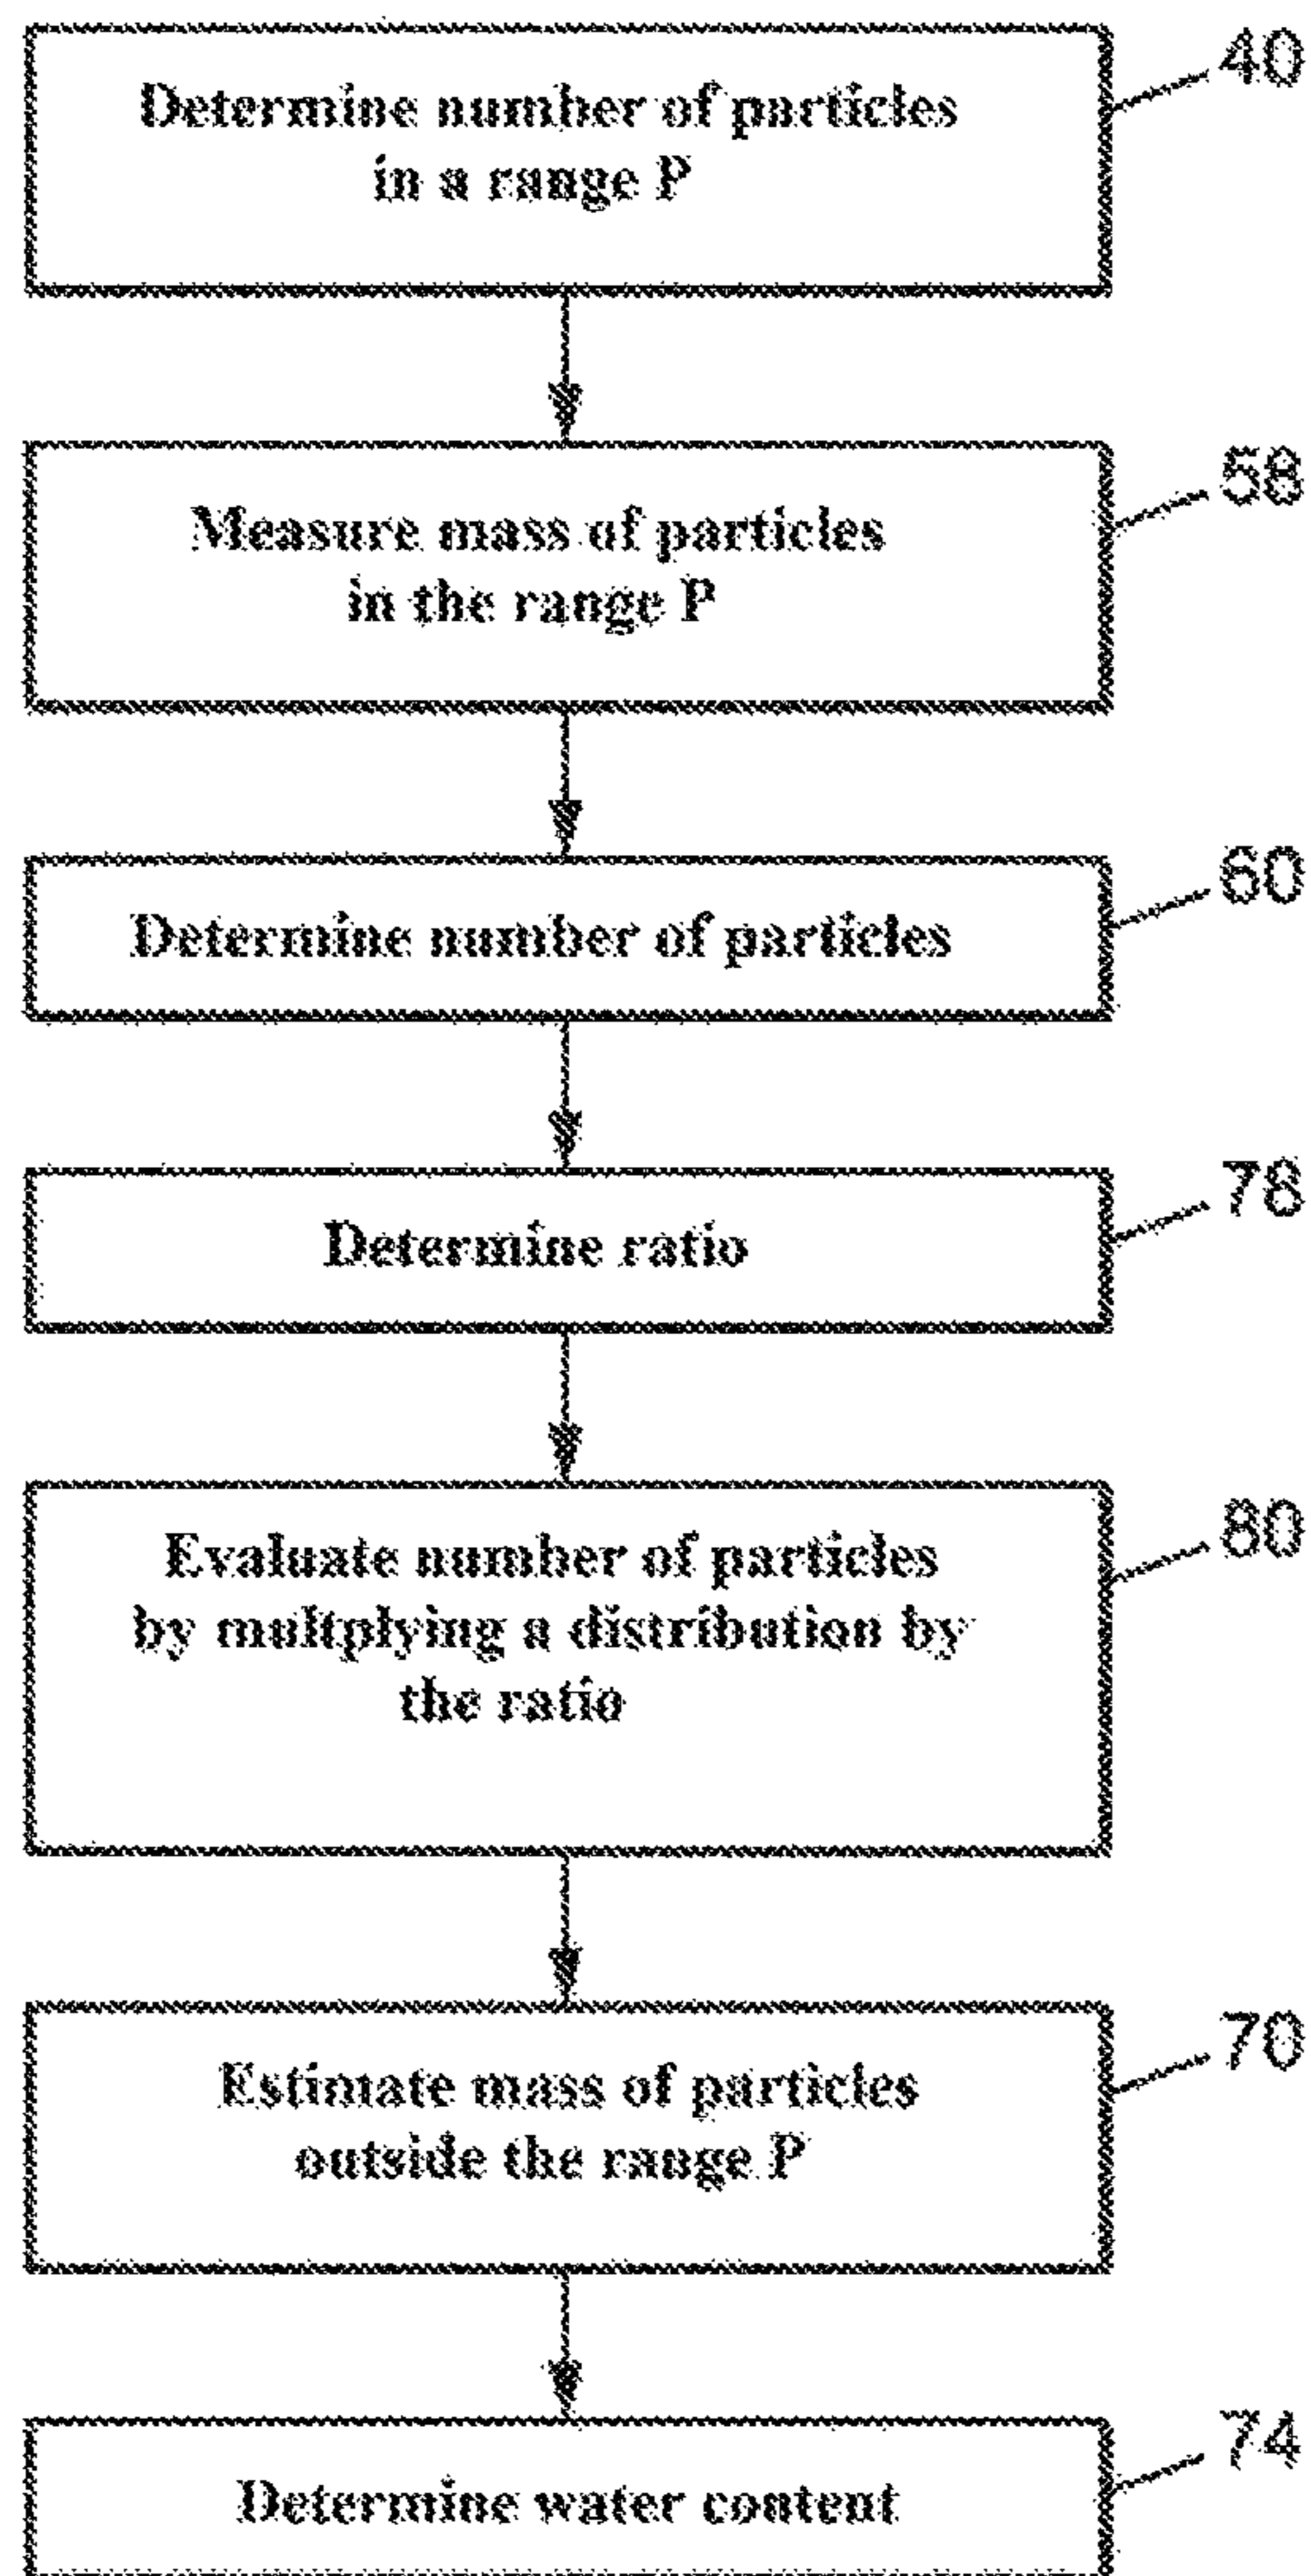 Determine number of particles
in a range P
40
Measure mass of particles
in the range P
58
Determine number of particles
60
Determine ratio
78
Evaluate number of particles
by multplying a distribution by
the ratio
80
Estimate mass of particles
outside the range P
70
Determine water content
74